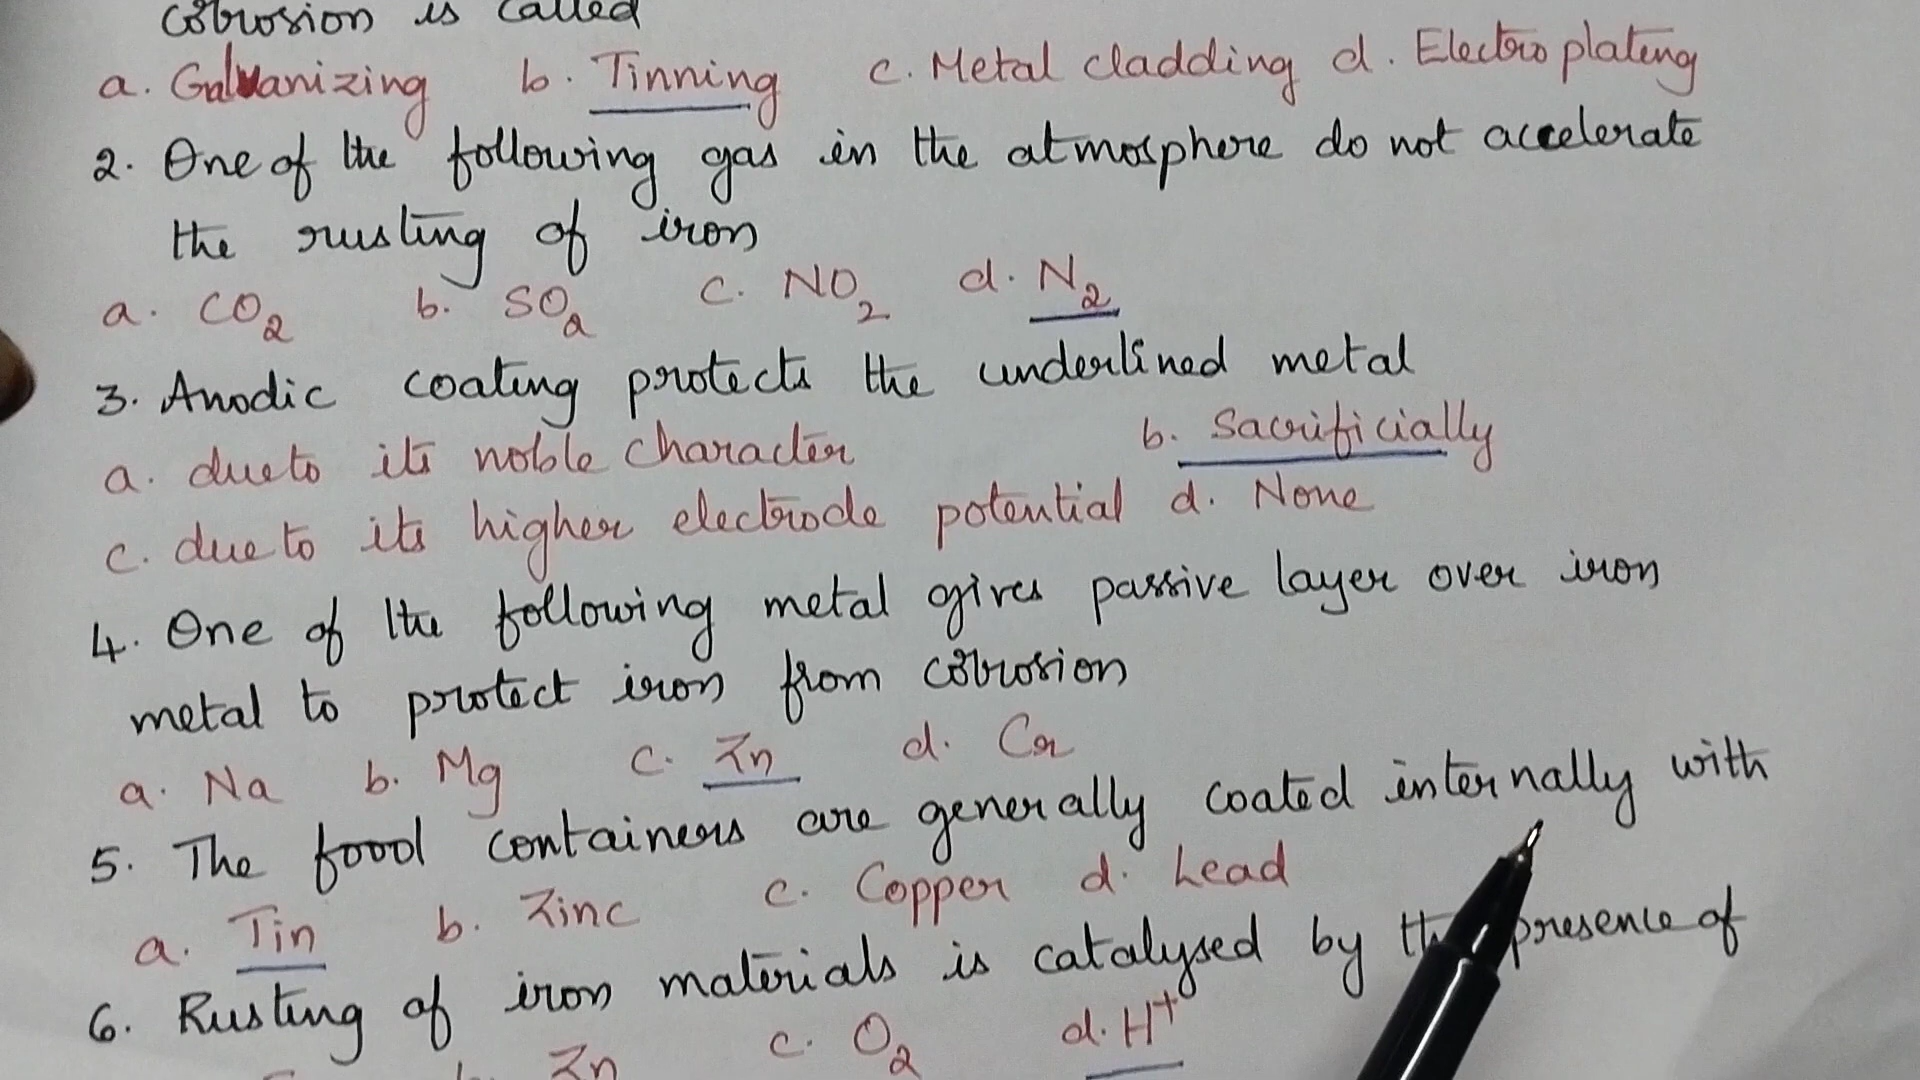 corrosion is called
a. Galvanizing b. Tinning c. Metal cladding d. Electroplating
2. One of the following gas in the atmosphere do not accelerate
the rusting of iron
a. CO2 b. SO2 c. NO2 d. N2
3. Anodic coating protects the underlined metal
a. due to its noble character b. Sacrificially
c. due to its higher electrode potential d. None
4. One of the following metal gives passive layer over iron
metal to protect iron from corrosion
a. Na b. Mg c. Zn d. Cr
5. The food containers are generally coated internally with
a. Tin b. Zinc c. Copper d. Lead
6. Rusting of iron materials is catalysed by the presence of
Zn c. O2 d. H+